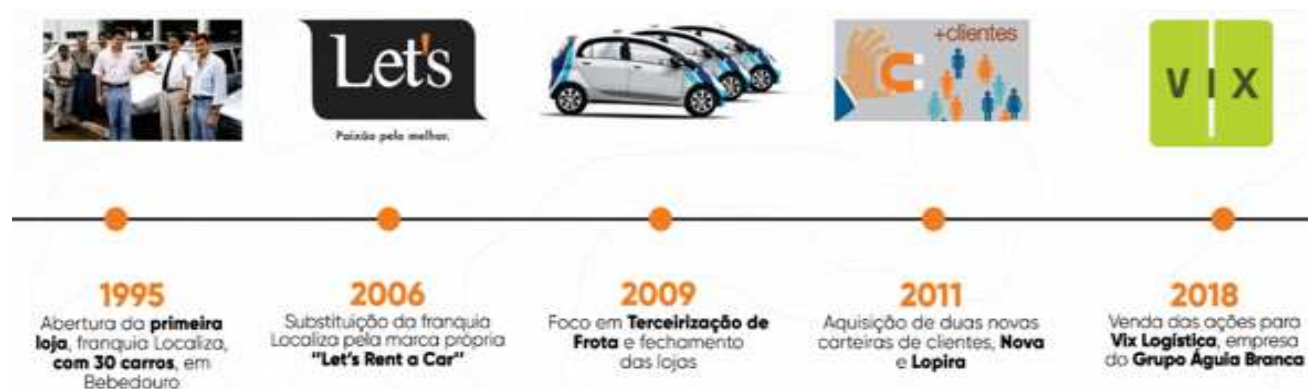 Let's
Paixão pelo melhor.
+clientes
VIX
1995
Abertura da primeira
loja, franquia Localiza,
com 30 carros, em
Bebedouro
2006
Substituição da franquia
Localiza pela marca própria
"Let's Rent a Car"
2009
Foco em Terceirização de
Frota e fechamento
das lojas
2011
Aquisição de duas novas
carteiras de clientes, Nova
e Lopira
2018
Venda das ações para
Vix Logística, empresa
do Grupo Águia Branca